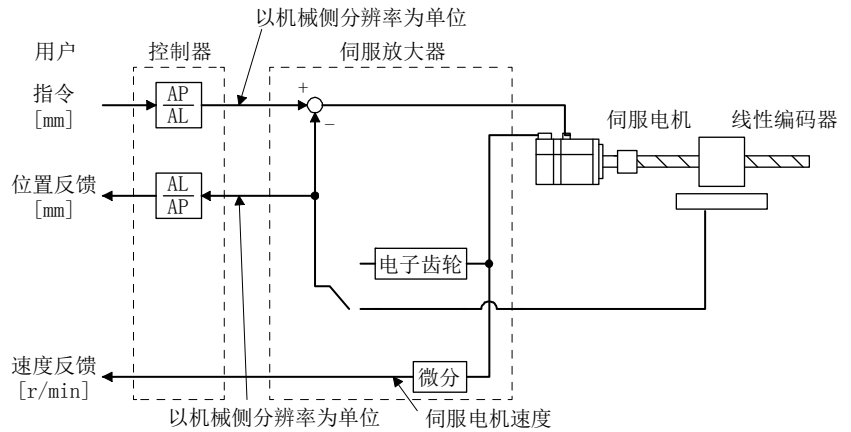 以机械侧分辨率为单位
用户
控制器
伺服放大器
指令
[mm]
AP
AL
+
−
伺服电机
线性编码器
位置反馈
[mm]
AL
AP
电子齿轮
速度反馈
[r/min]
微分
以机械侧分辨率为单位
伺服电机速度